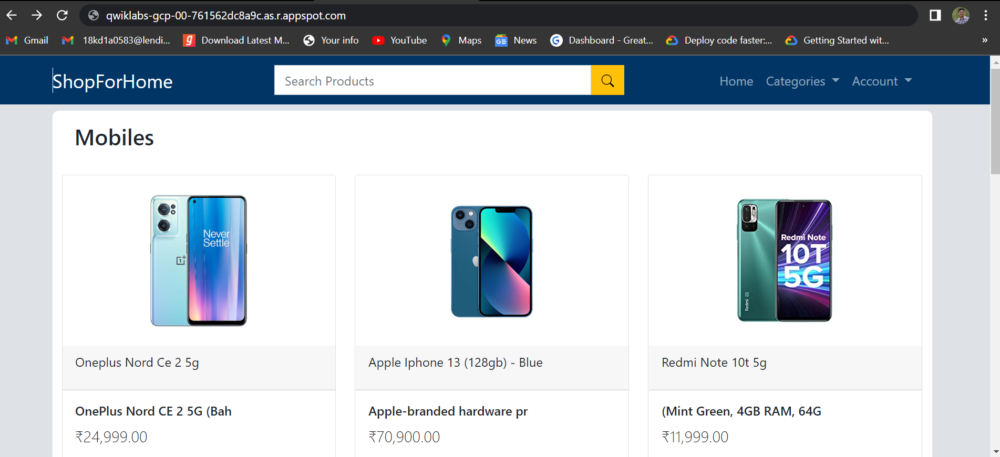 qwiklabs-gcp-00-761562dc8a9c.as.r.appspot.com
Gmail 18kd1a0583@lendi... Download Latest M... Your info YouTube Maps News Dashboard - Great... Deploy code faster:... Getting Started wit... »
ShopForHome Search Products Home Categories Account
Mobiles
Never
Settle
Redmi Note
10T
5G
Redmi
Oneplus Nord Ce 2 5g
Apple Iphone 13 (128gb) - Blue
Redmi Note 10t 5g
OnePlus Nord CE 2 5G (Bah
Apple-branded hardware pr
(Mint Green, 4GB RAM, 64G
₹24,999.00
₹70,900.00
₹11,999.00